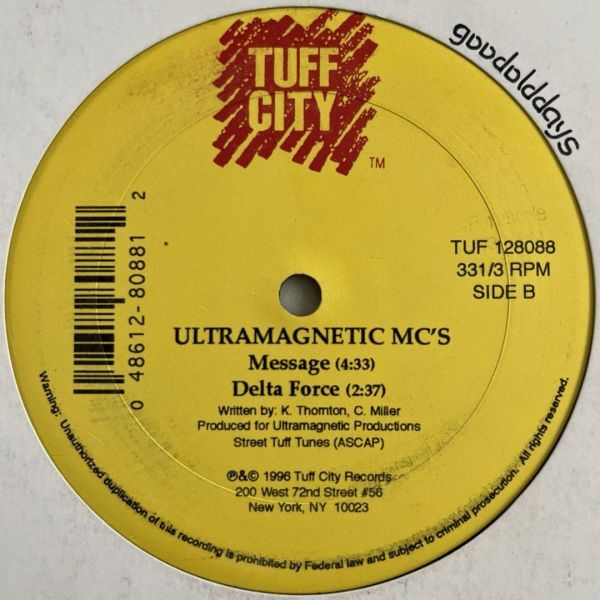 TUFF
CITY
TM
gooddolddays
TUF 128088
331/3 RPM
SIDE B
0 48612-80881 2
ULTRAMAGNETIC MC'S
Message (4:33)
Delta Force (2:37)
Written by: K. Thornton, C. Miller
Produced for Ultramagnetic Productions
Street Tuff Tunes (ASCAP)
℗&© 1996 Tuff City Records
200 West 72nd Street #56
New York, NY 10023
Warning: Unauthorized duplication of this recording is prohibited by Federal law and subject to criminal prosecution. All rights reserved.